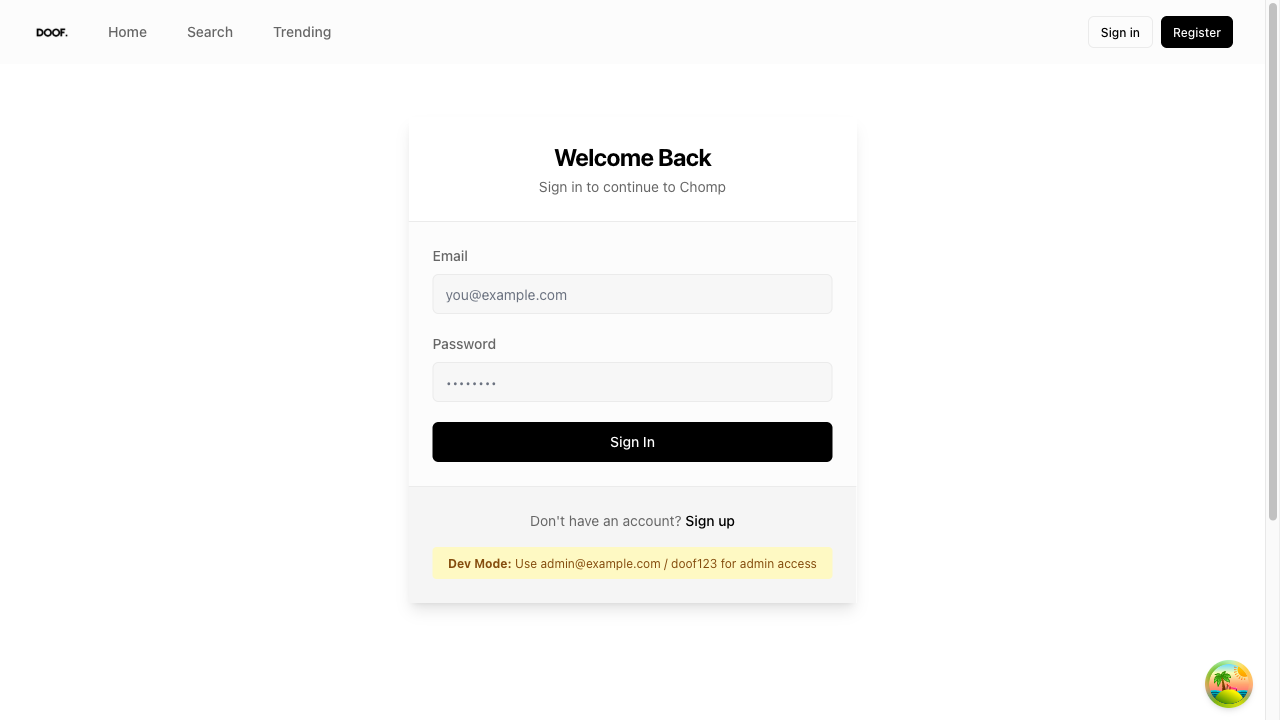 DOOF.
Home
Search
Trending
Sign in
Register
Welcome Back
Sign in to continue to Chomp
Email
you@example.com
Password
••••••••
Sign In
Don't have an account? Sign up
Dev Mode: Use admin@example.com / doof123 for admin access